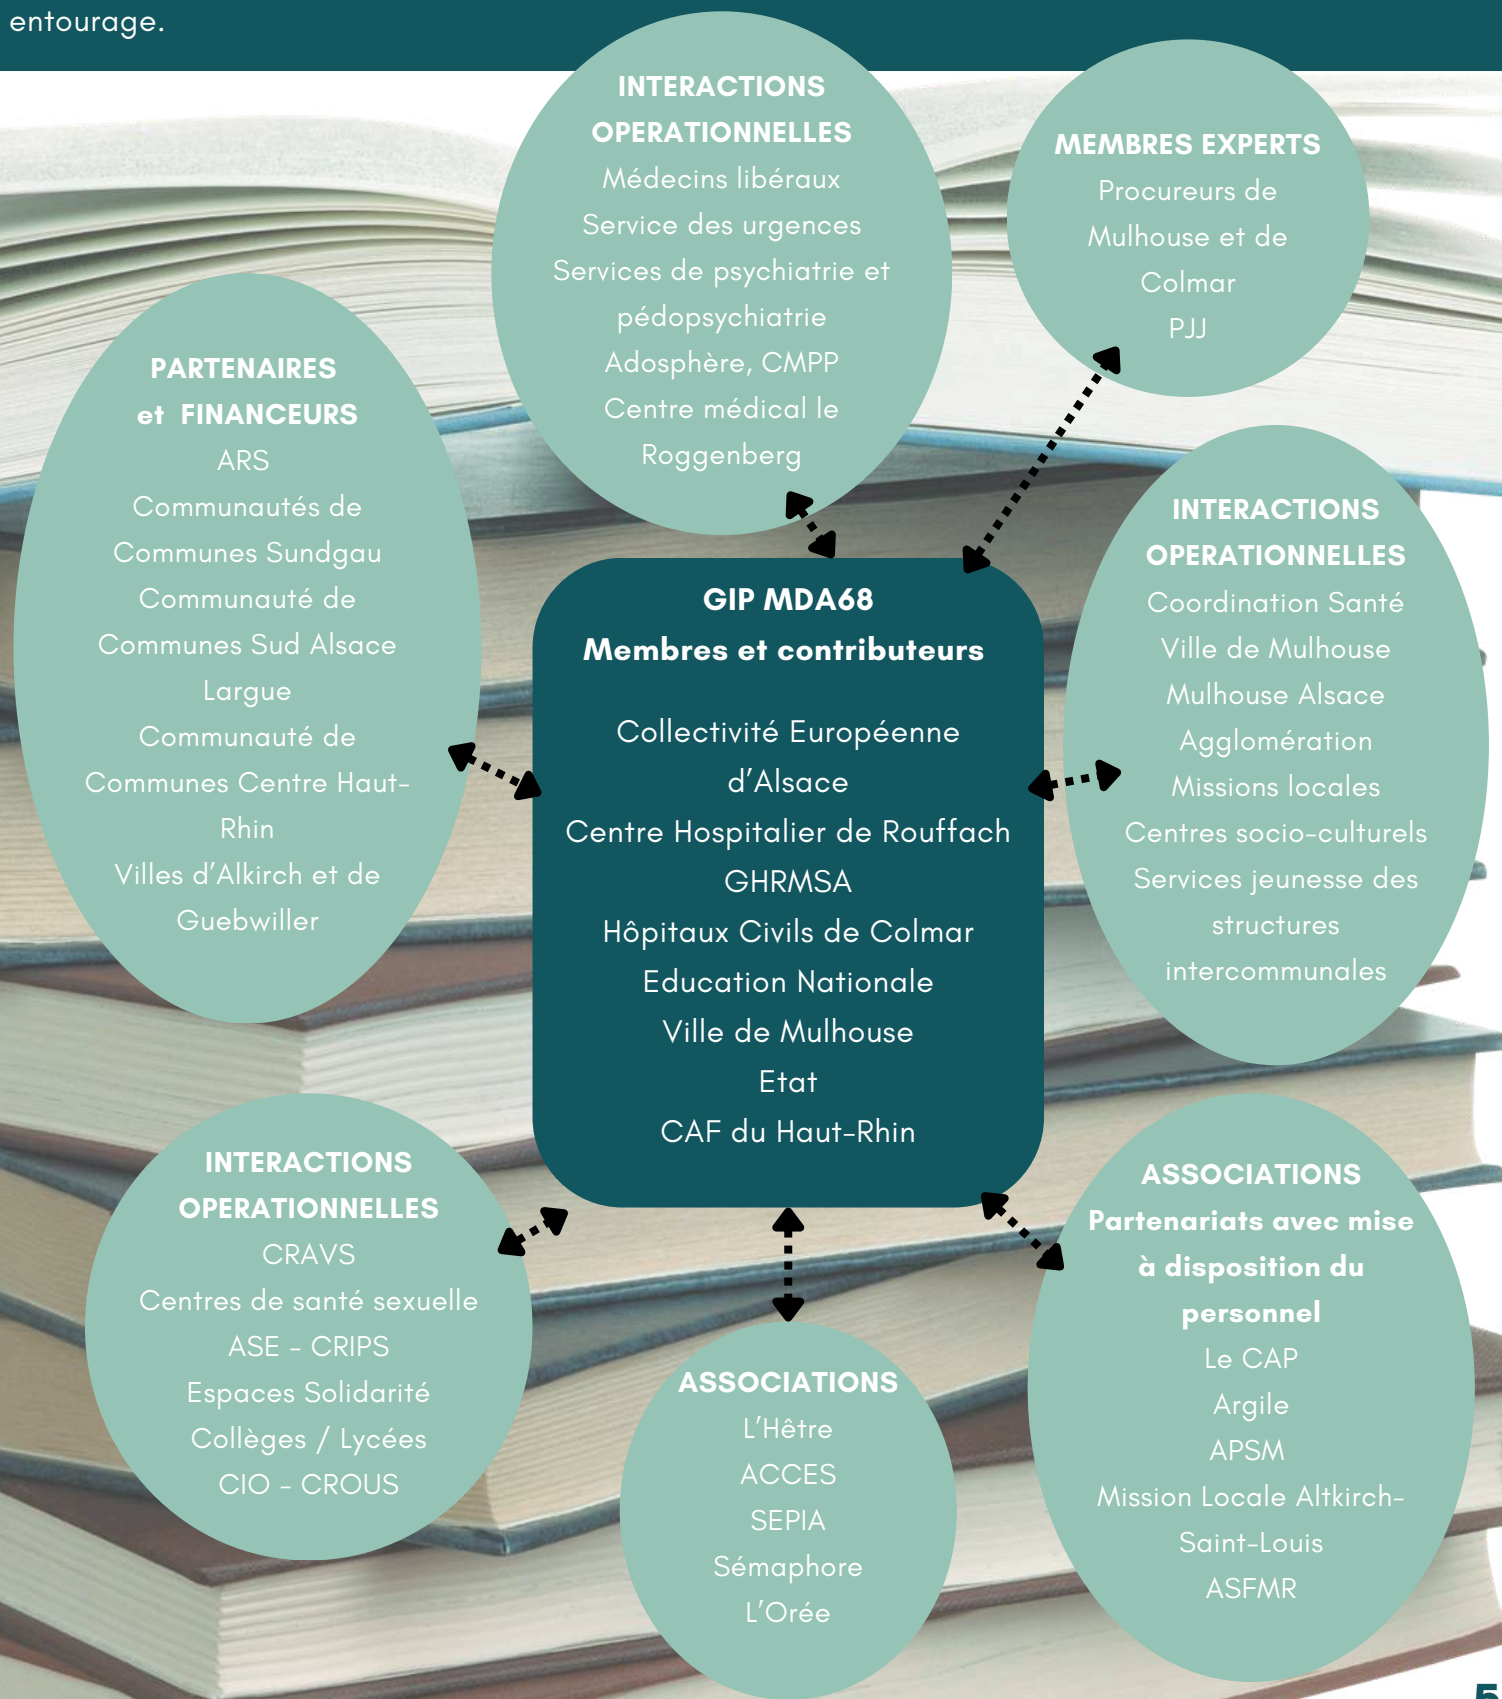 entourage.
INTERACTIONS
OPERATIONNELLES
Médecins libéraux
Service des urgences
Services de psychiatrie et
pédopsychiatrie
Adosphère, CMPP
Centre médical le
Roggenberg
MEMBRES EXPERTS
Procureurs de
Mulhouse et de
Colmar
PJJ
PARTENAIRES
et FINANCEURS
ARS
Communautés de
Communes Sundgau
Communauté de
Communes Sud Alsace
Largue
Communauté de
Communes Centre Haut-
Rhin
Villes d'Alkirch et de
Guebwiller
GIP MDA68
Membres et contributeurs
Collectivité Européenne
d'Alsace
Centre Hospitalier de Rouffach
GHRMSA
Hôpitaux Civils de Colmar
Education Nationale
Ville de Mulhouse
Etat
CAF du Haut-Rhin
INTERACTIONS
OPERATIONNELLES
Coordination Santé
Ville de Mulhouse
Mulhouse Alsace
Agglomération
Missions locales
Centres socio-culturels
Services jeunesse des
structures
intercommunales
INTERACTIONS
OPERATIONNELLES
CRAVS
Centres de santé sexuelle
ASE - CRIPS
Espaces Solidarité
Collèges / Lycées
CIO - CROUS
ASSOCIATIONS
L'Hêtre
ACCES
SEPIA
Sémaphore
L'Orée
ASSOCIATIONS
Partenariats avec mise
à disposition du
personnel
Le CAP
Argile
APSM
Mission Locale Altkirch-
Saint-Louis
ASFMR
5